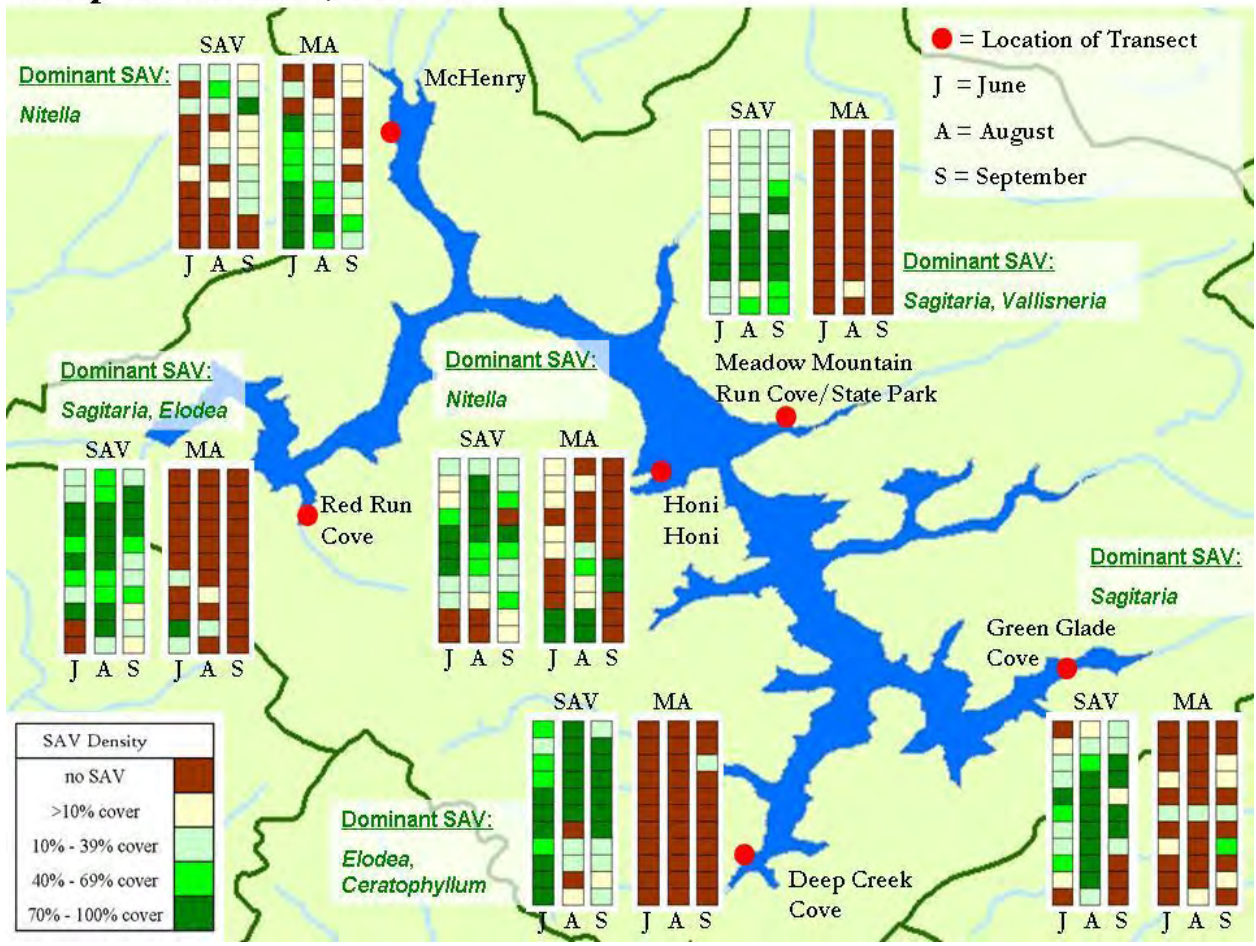 SAV MA
Dominant SAV:
Nitella
McHenry
J A S J A S
= Location of Transect
J = June
A = August
S = September
SAV MA
J A S J A S
Dominant SAV:
Sagitaria, Vallisneria
Meadow Mountain
Run Cove/State Park
Dominant SAV:
Sagitaria, Elodea
SAV MA
J A S J A S
Red Run
Cove
Dominant SAV:
Nitella
SAV MA
J A S J A S
Honi
Honi
Dominant SAV:
Sagitaria
Green Glade
Cove
SAV MA
J A S J A S
SAV MA
J A S J A S
Dominant SAV:
Elodea,
Ceratophyllum
Deep Creek
Cove
SAV Density
no SAV
>10% cover
10% - 39% cover
40% - 69% cover
70% - 100% cover